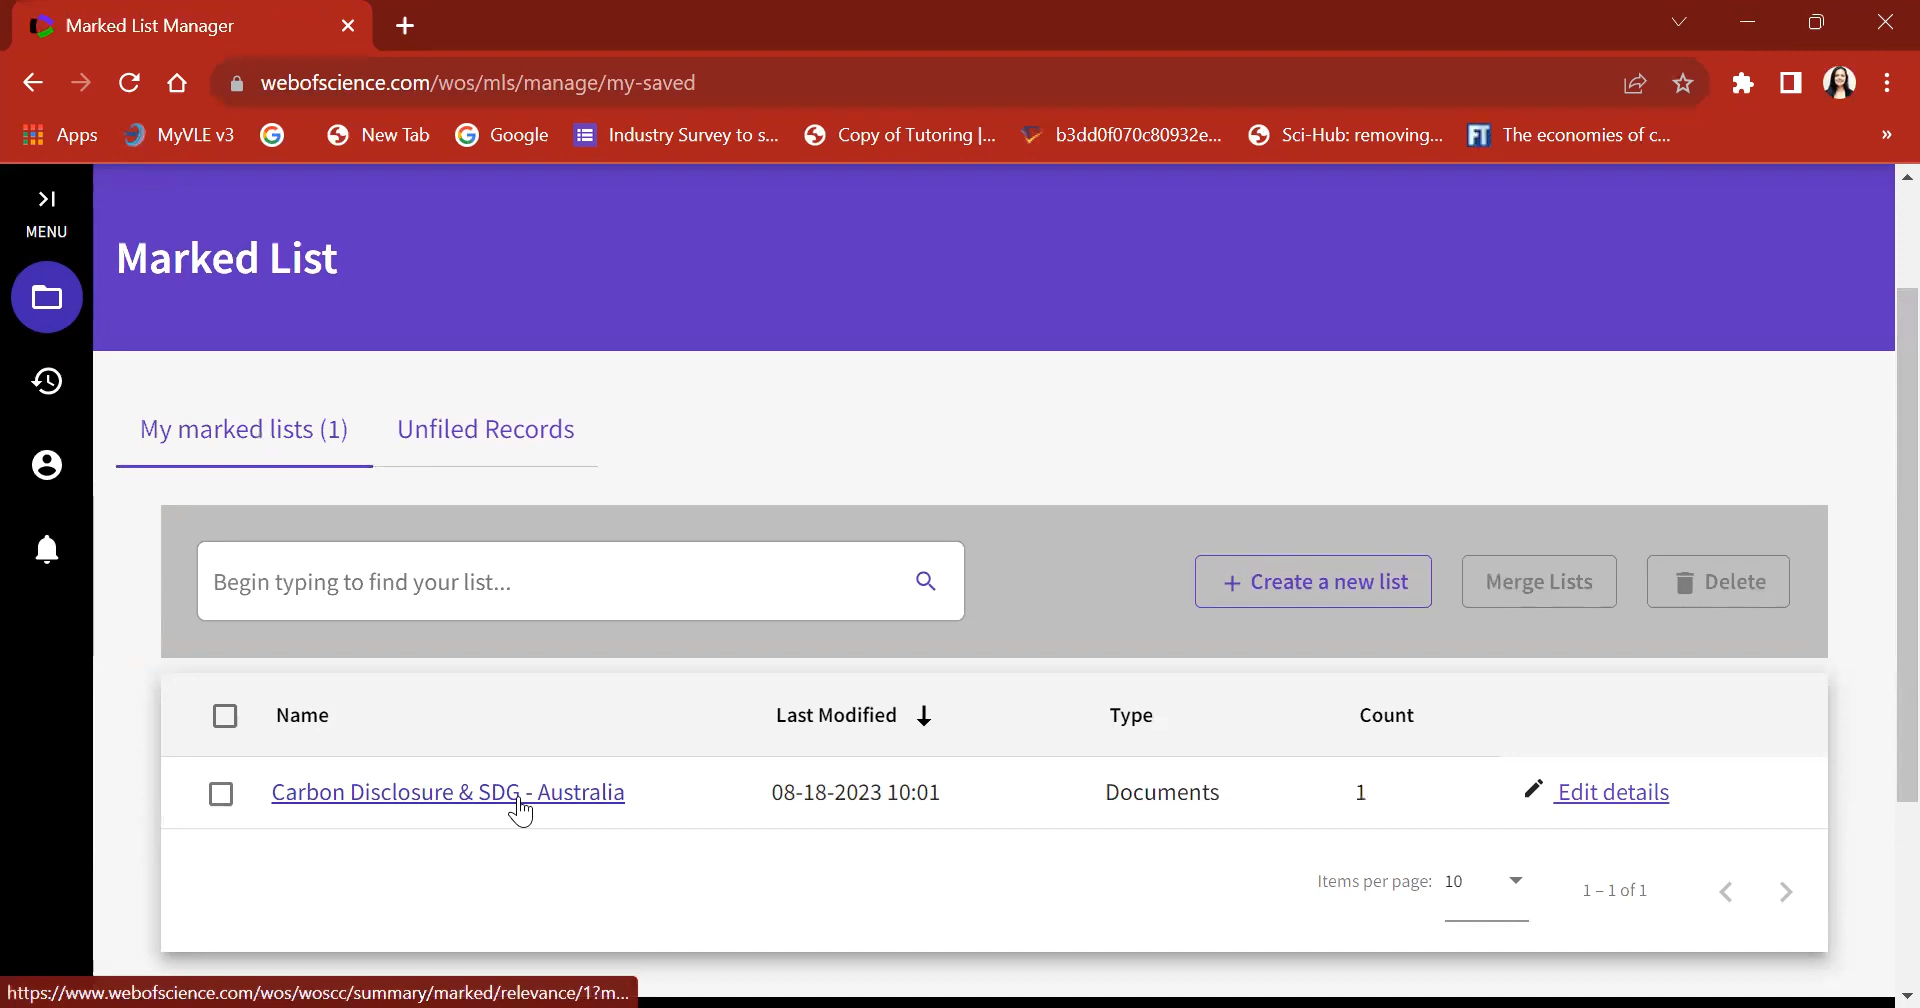 Marked List Manager
webofscience.com/wos/mls/manage/my-saved
Apps MyVLE v3 New Tab Google Industry Survey to s... Copy of Tutoring |... b3dd0f070c80932e... Sci-Hub: removing,... FT The economies of c... »
MENU
Marked List
My marked lists (1) Unfiled Records
Begin typing to find your list... + Create a new list Merge Lists Delete
Name Last Modified Type Count
Carbon Disclosure & SDG - Australia 08-18-2023 10:01 Documents 1 Edit details
Items per page: 10 1 – 1 of 1
https://www.webofscience.com/wos/woscc/summary/marked/relevance/1?m...